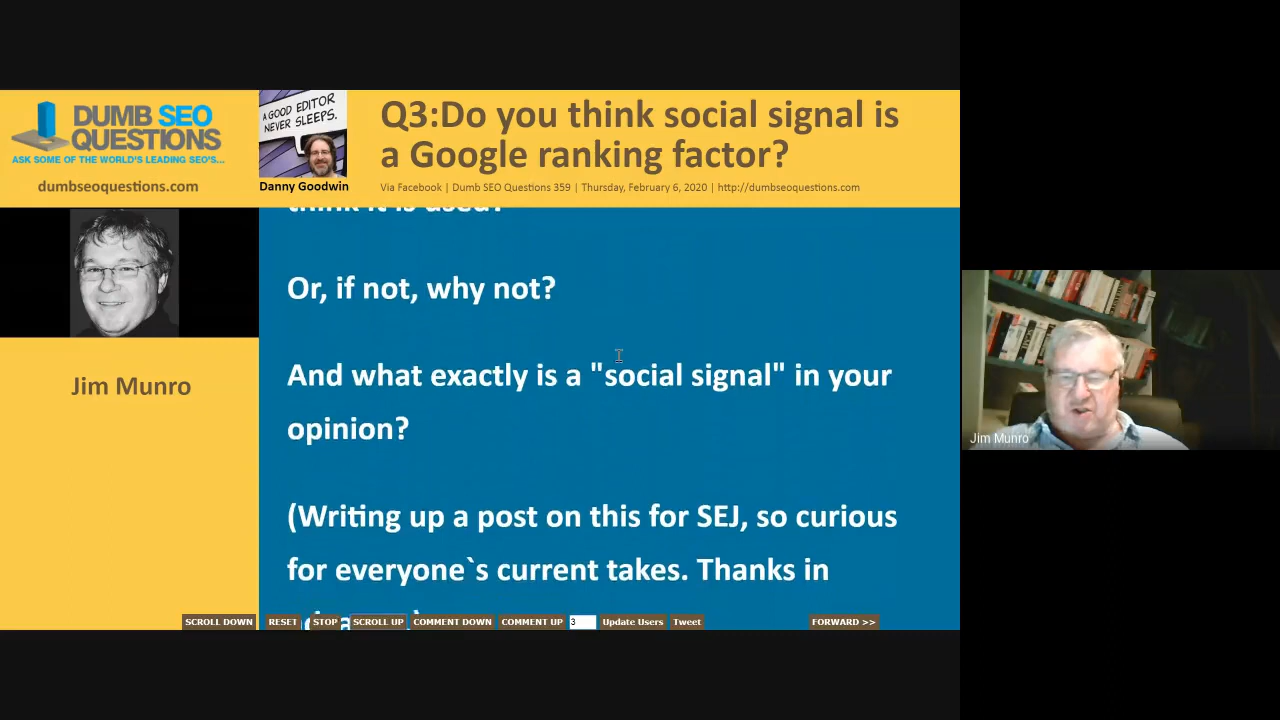 DUMB SEO
QUESTIONS
ASK SOME OF THE WORLD'S LEADING SEO'S...
dumbseoquestions.com
A GOOD EDITOR
NEVER SLEEPS.
Danny Goodwin
Q3:Do you think social signal is
a Google ranking factor?
Via Facebook | Dumb SEO Questions 359 | Thursday, February 6, 2020 | http://dumbseoquestions.com
Jim Munro
think it is used?
Or, if not, why not?
And what exactly is a "social signal" in your
opinion?
(Writing up a post on this for SEJ, so curious
for everyone`s current takes. Thanks in
SCROLL DOWN RESET STOP SCROLL UP COMMENT DOWN COMMENT UP 3 Update Users Tweet FORWARD >>
Jim Munro